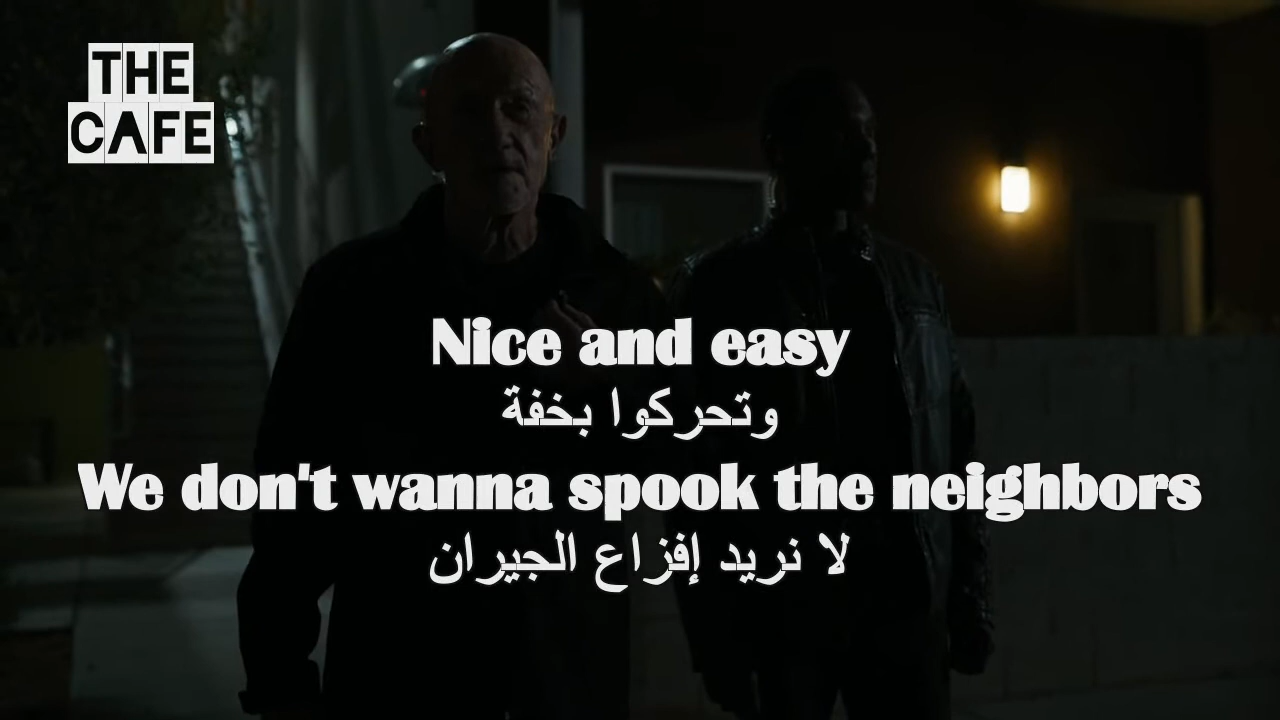 THE
CAFE
Nice and easy
وتحركوا بخفة
We don't wanna spook the neighbors
لا نريد إفزاع الجيران